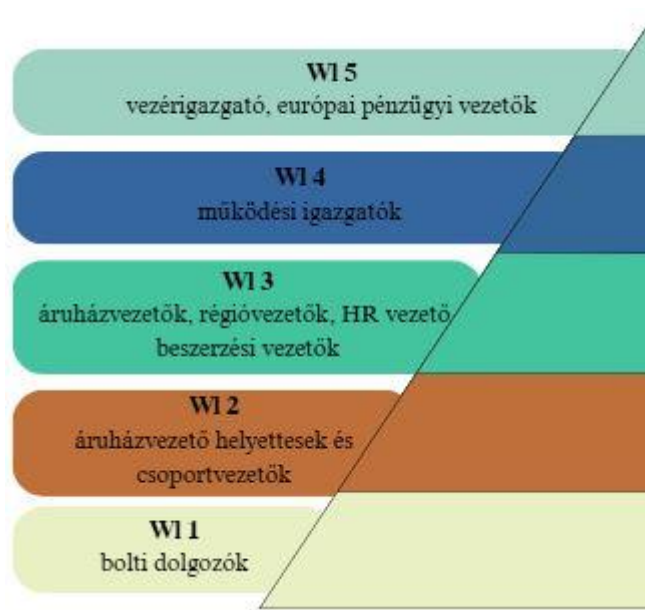 Wl 5
vezérigazgató, európai pénzügyi vezetők
Wl 4
működési igazgatók
Wl 3
áruházvezetők, régióvezetők, HR vezető
beszerzési vezetők
Wl 2
áruházvezető helyettesek és
csoportvezetők
Wl 1
bolti dolgozók